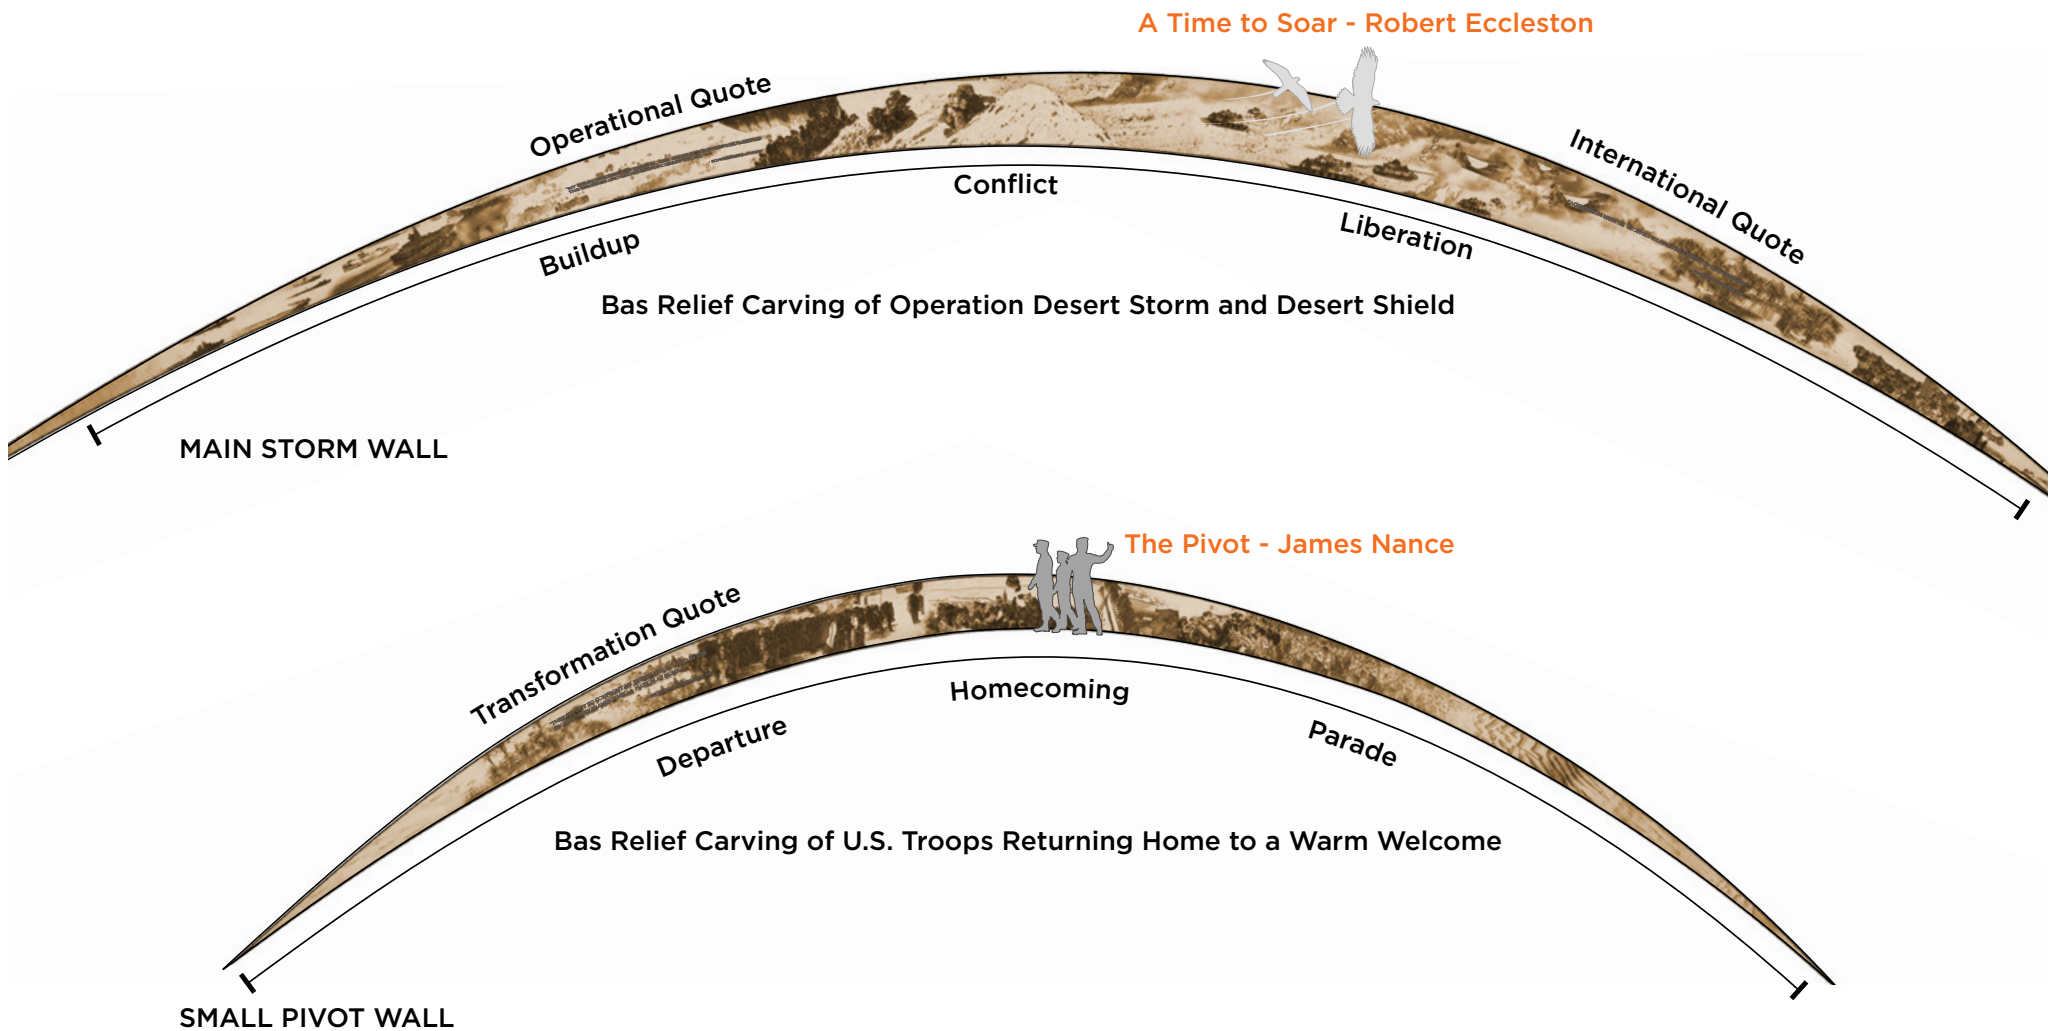 A Time to Soar - Robert Eccleston
Operational Quote
International Quote
Conflict
Buildup
Liberation
Bas Relief Carving of Operation Desert Storm and Desert Shield
MAIN STORM WALL
The Pivot - James Nance
Transformation Quote
Homecoming
Departure
Parade
Bas Relief Carving of U.S. Troops Returning Home to a Warm Welcome
SMALL PIVOT WALL